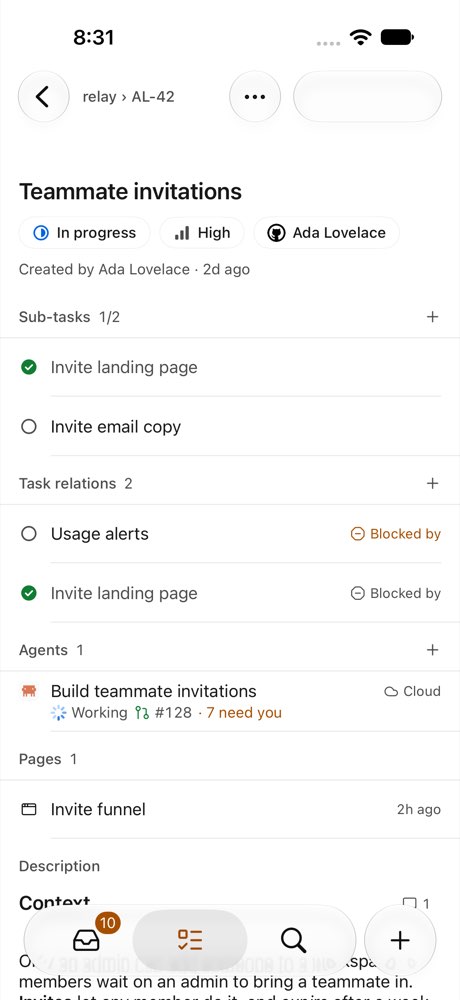 8:31
relay › AL-42
Teammate invitations
In progress
High
Ada Lovelace
Created by Ada Lovelace · 2d ago
Sub-tasks 1/2
Invite landing page
Invite email copy
Task relations 2
Usage alerts
Blocked by
Invite landing page
Blocked by
Agents 1
Build teammate invitations
Cloud
Working #128 · 7 need you
Pages 1
Invite funnel
2h ago
Description
Context
1
10
members wait on an admin to bring a teammate in.